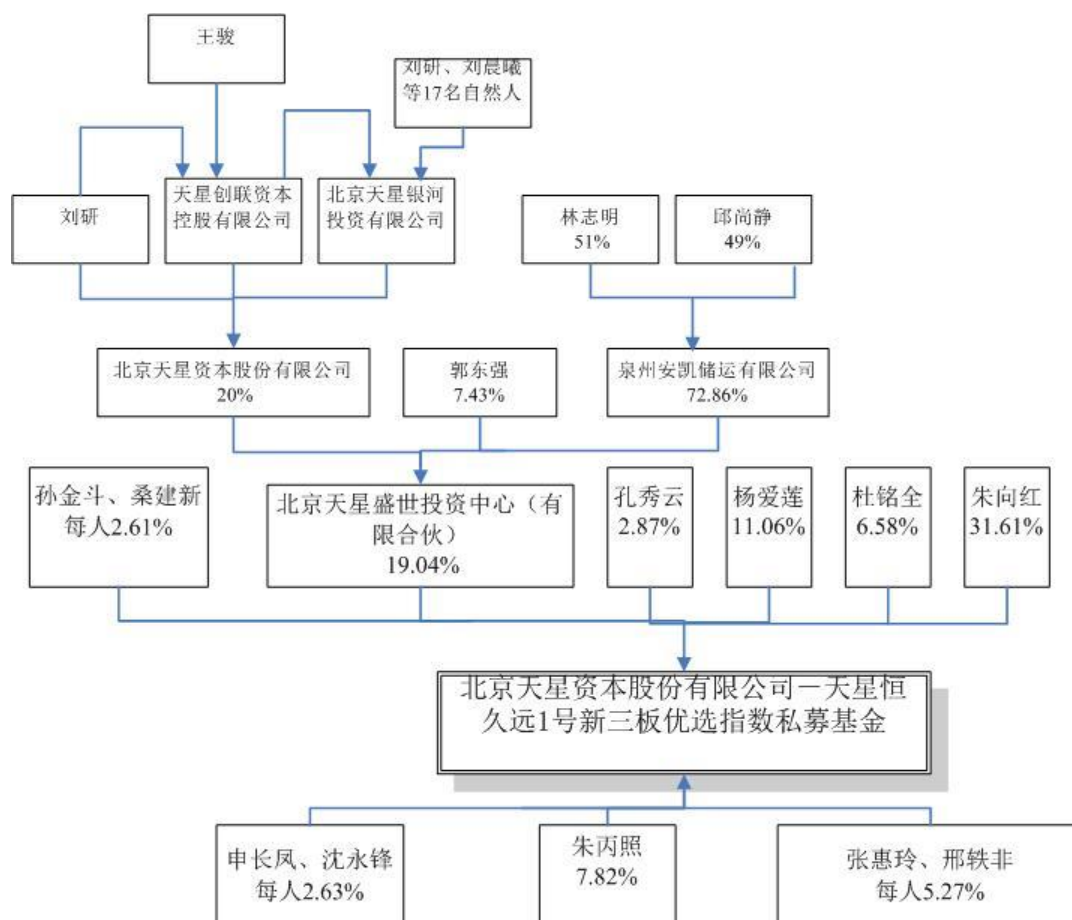 王骏
刘研、刘晨曦
等17名自然人
刘研
天星创联资本
控股有限公司
北京天星银河
投资有限公司
林志明
51%
邱尚静
49%
北京天星资本股份有限公司
20%
郭东强
7.43%
泉州安凯储运有限公司
72.86%
孙金斗、桑建新
每人2.61%
北京天星盛世投资中心（有
限合伙）
19.04%
孔秀云
2.87%
杨爱莲
11.06%
杜铭全
6.58%
朱向红
31.61%
北京天星资本股份有限公司－天星恒
久远1号新三板优选指数私募基金
申长凤、沈永锋
每人2.63%
朱丙照
7.82%
张惠玲、邢轶非
每人5.27%